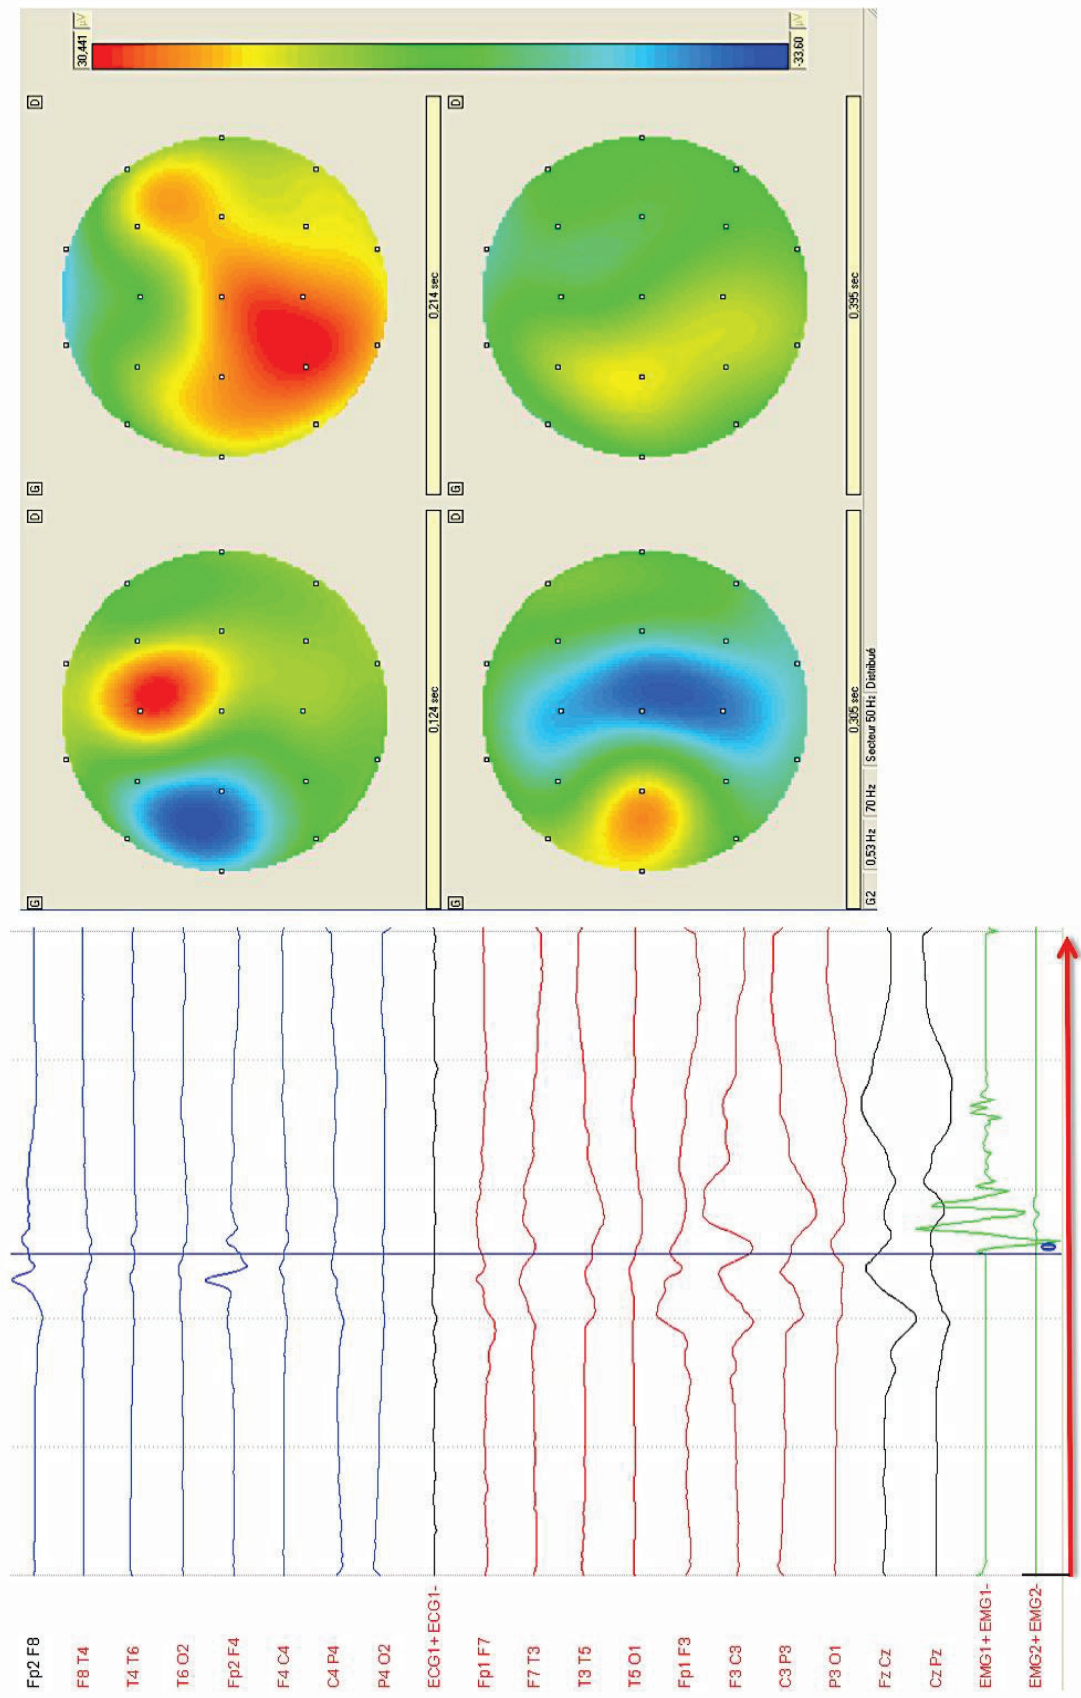 30,441 µV
-33,60 µV
D
G
0,214 sec
D
G
0,395 sec
D
G
0,124 sec
D
G
0,305 sec
G2 0,53 Hz 70 Hz Secteur 50 Hz Distribué
Fp2 F8
F8 T4
T4 T6
T6 O2
Fp2 F4
F4 C4
C4 P4
P4 O2
ECG1+ ECG1-
Fp1 F7
F7 T3
T3 T5
T5 O1
Fp1 F3
F3 C3
C3 P3
P3 O1
Fz Cz
Cz Pz
EMG1+ EMG1-
EMG2+ EMG2-
0